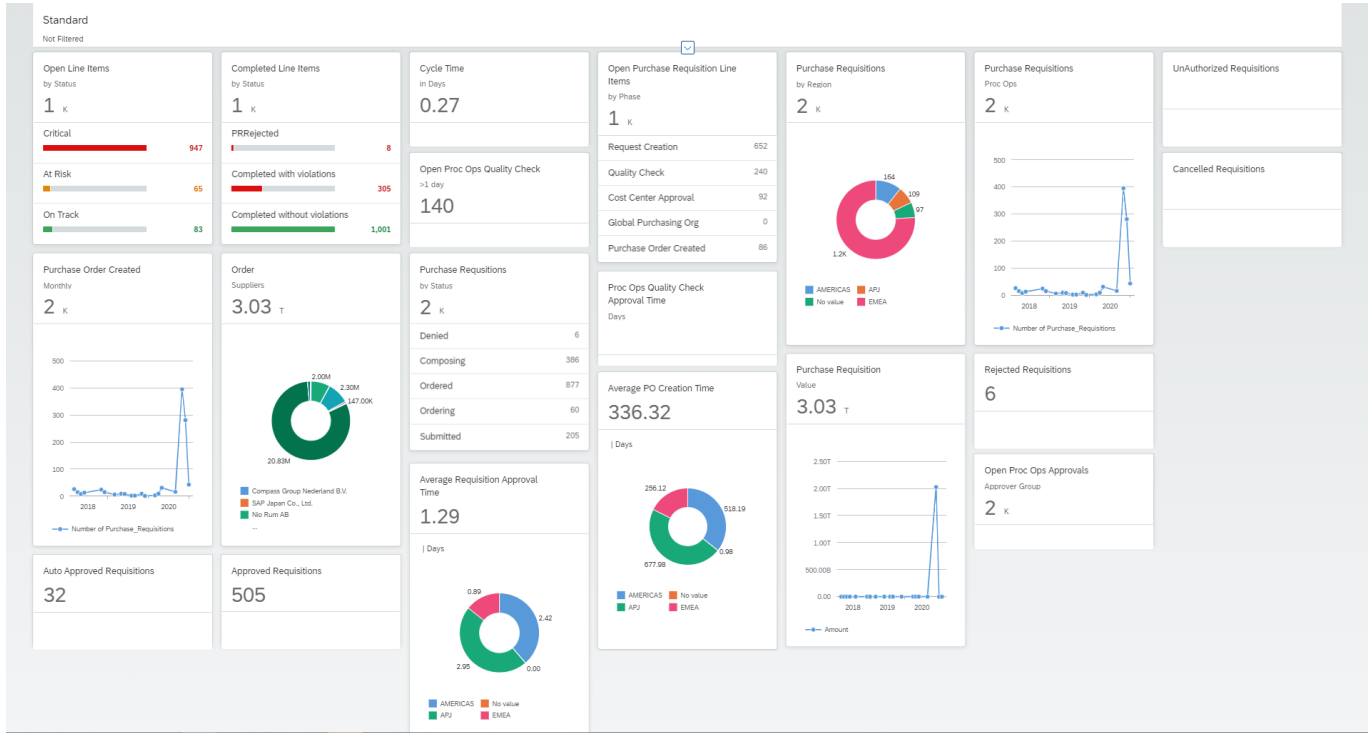 Standard
Not Filtered
Open Line Items
by Status
1 K
Critical
947
At Risk
65
On Track
83
Completed Line Items
by Status
1 K
PRRejected
8
Completed with violations
305
Completed without violations
1,001
Cycle Time
in Days
0.27
Open Proc Ops Quality Check
>1 day
140
Open Purchase Requisition Line
Items
by Phase
1 K
Request Creation 652
Quality Check 240
Cost Center Approval 92
Global Purchasing Org 0
Purchase Order Created 86
Purchase Requisitions
by Region
2 K
164
109
97
1.2K
AMERICAS APJ
No value EMEA
Purchase Requisitions
Proc Ops
2 K
500
400
300
200
100
0
2018 2019 2020
Number of Purchase_Requisitions
UnAuthorized Requisitions
Cancelled Requisitions
Purchase Order Created
Monthly
2 K
500
400
300
200
100
0
2018 2019 2020
Number of Purchase_Requisitions
Order
Suppliers
3.03 T
2.00M
2.30M
147.00K
20.83M
Compass Group Nederland B.V.
SAP Japan Co., Ltd.
Nio Rum AB
...
Purchase Requsitions
by Status
2 K
Denied 6
Composing 386
Ordered 877
Ordering 60
Submitted 205
Proc Ops Quality Check
Approval Time
Days
Average PO Creation Time
336.32
| Days
296.12
518.19
0.98
677.98
AMERICAS No value
APJ EMEA
Purchase Requisition
Value
3.03 T
2.50T
2.00T
1.50T
1.00T
500.00B
0.00
2018 2019 2020
Amount
Rejected Requisitions
6
Open Proc Ops Approvals
Approver Group
2 K
Average Requisition Approval
Time
1.29
| Days
0.89
2.42
2.95
0.00
AMERICAS No value
APJ EMEA
Auto Approved Requisitions
32
Approved Requisitions
505